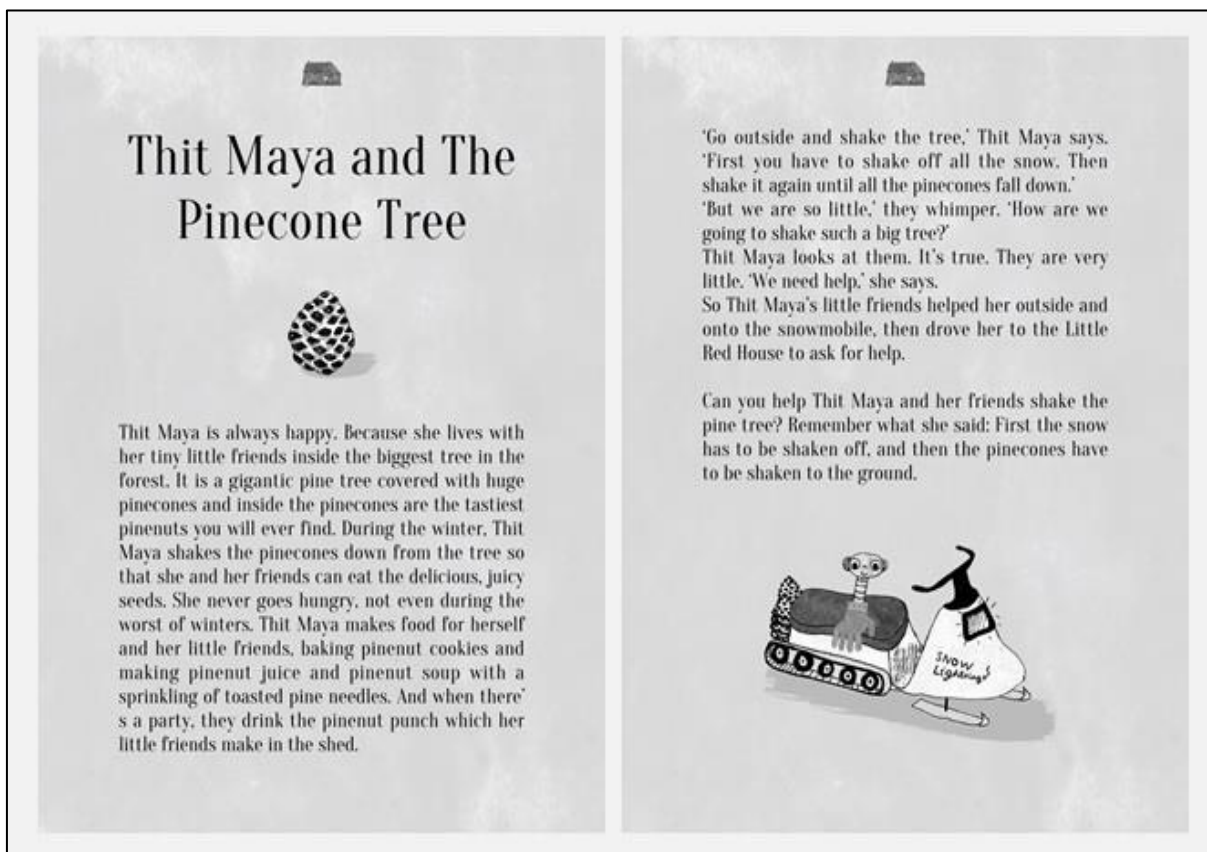 Thit Maya and The
Pinecone Tree
Thit Maya is always happy. Because she lives with
her tiny little friends inside the biggest tree in the
forest. It is a gigantic pine tree covered with huge
pinecones and inside the pinecones are the tastiest
pinenuts you will ever find. During the winter, Thit
Maya shakes the pinecones down from the tree so
that she and her friends can eat the delicious, juicy
seeds. She never goes hungry, not even during the
worst of winters. Thit Maya makes food for herself
and her little friends, baking pinenut cookies and
making pinenut juice and pinenut soup with a
sprinkling of toasted pine needles. And when there’
s a party, they drink the pinenut punch which her
little friends make in the shed.
‘Go outside and shake the tree,’ Thit Maya says.
‘First you have to shake off all the snow. Then
shake it again until all the pinecones fall down.’
‘But we are so little,’ they whimper. ‘How are we
going to shake such a big tree?’
Thit Maya looks at them. It’s true. They are very
little. ‘We need help,’ she says.
So Thit Maya’s little friends helped her outside and
onto the snowmobile, then drove her to the Little
Red House to ask for help.
Can you help Thit Maya and her friends shake the
pine tree? Remember what she said: First the snow
has to be shaken off, and then the pinecones have
to be shaken to the ground.
SNOW
Lightning